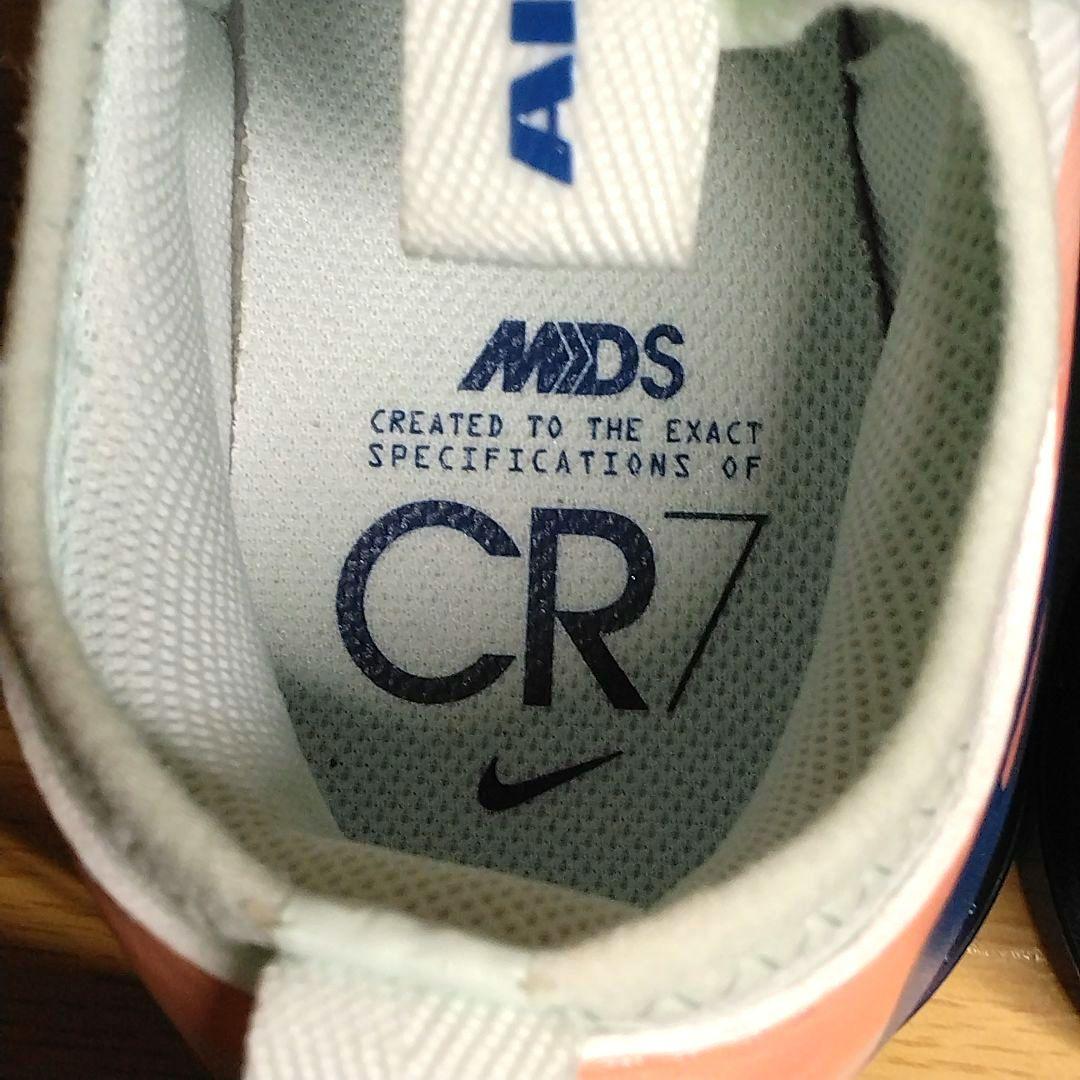 MDS
CREATED TO THE EXACT
SPECIFICATIONS OF
CR7